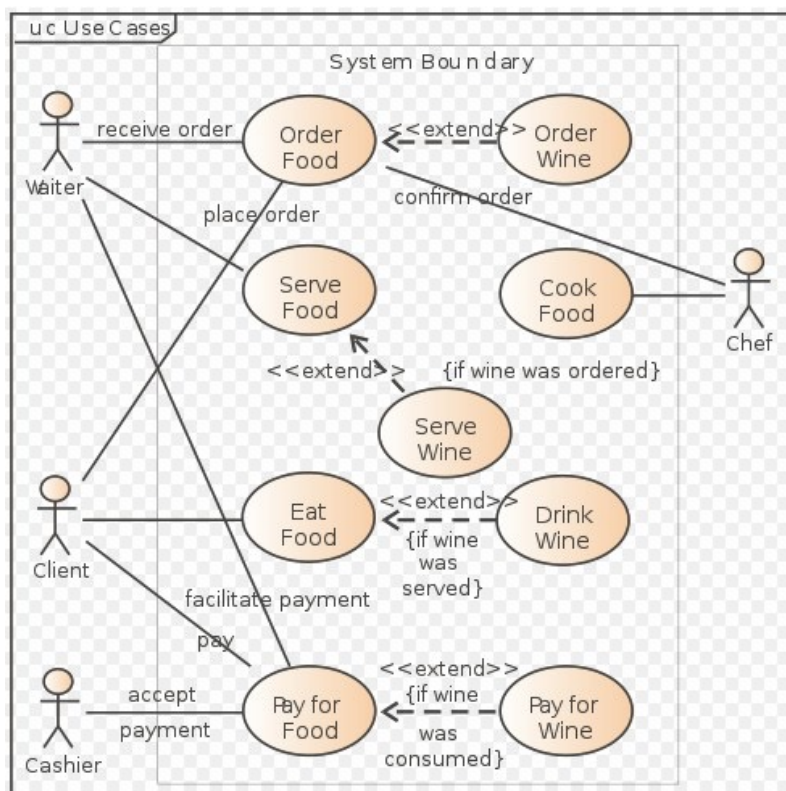 uc UseCases
System Boundary
receive order
Order
Food
<<extend>>
Order
Wine
Waiter
place order
confirm order
Serve
Food
Cook
Food
Chef
<<extend>>
{if wine was ordered}
Serve
Wine
Eat
Food
<<extend>>
{if wine
was
served}
Drink
Wine
Client
facilitate payment
pay
accept
payment
Pay for
Food
<<extend>>
{if wine
was
consumed}
Pay for
Wine
Cashier